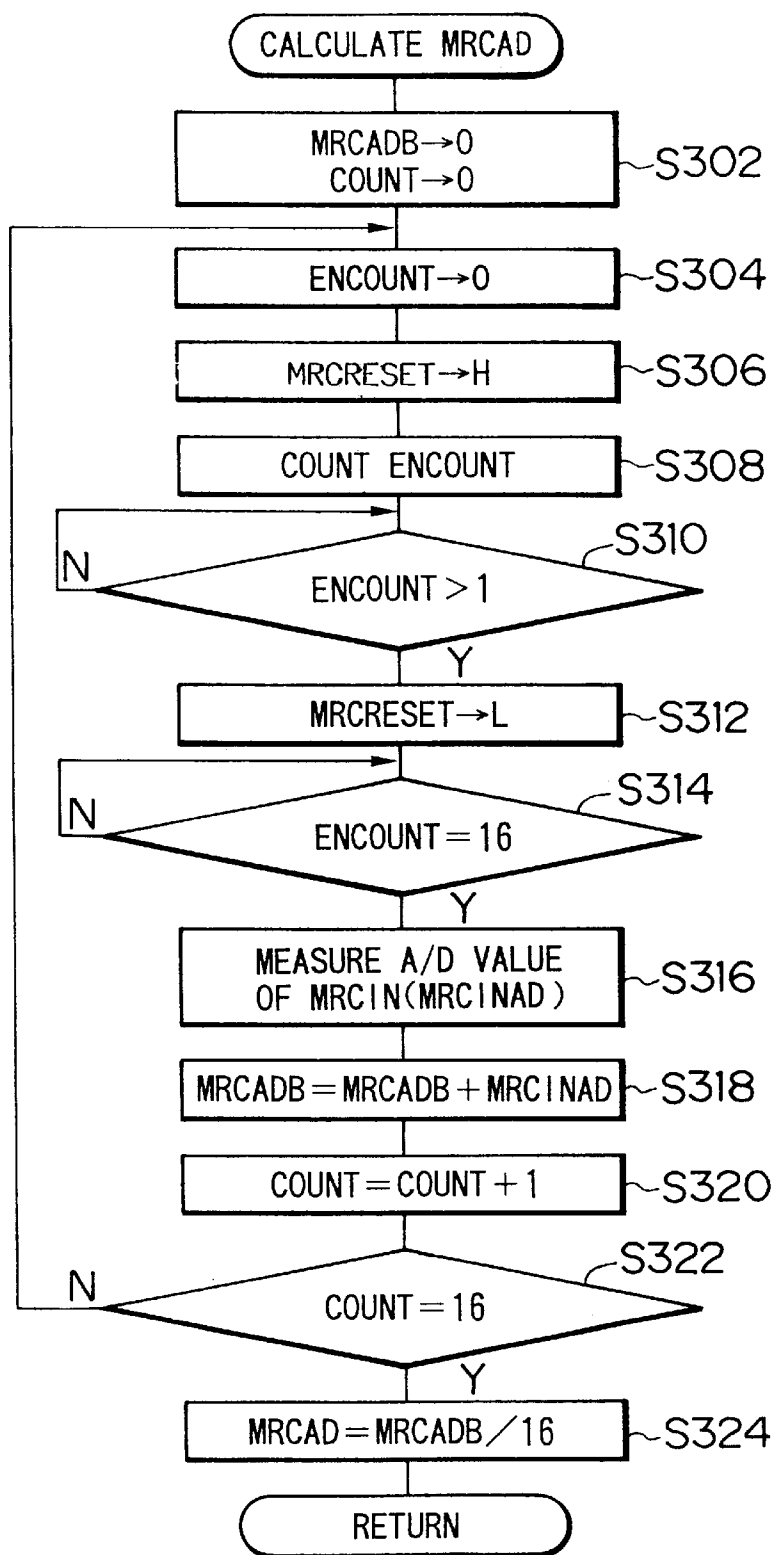 CALCULATE MRCAD
MRCADB→0
COUNT→0
S302
ENCOUNT→0
S304
MRCRESET→H
S306
COUNT ENCOUNT
S308
S310
N
ENCOUNT>1
Y
MRCRESET→L
S312
S314
N
ENCOUNT=16
Y
MEASURE A/D VALUE
OF MRCIN(MRCINAD)
S316
MRCADB=MRCADB+MRCINAD
S318
COUNT=COUNT+1
S320
S322
N
COUNT=16
Y
MRCAD=MRCADB/16
S324
RETURN